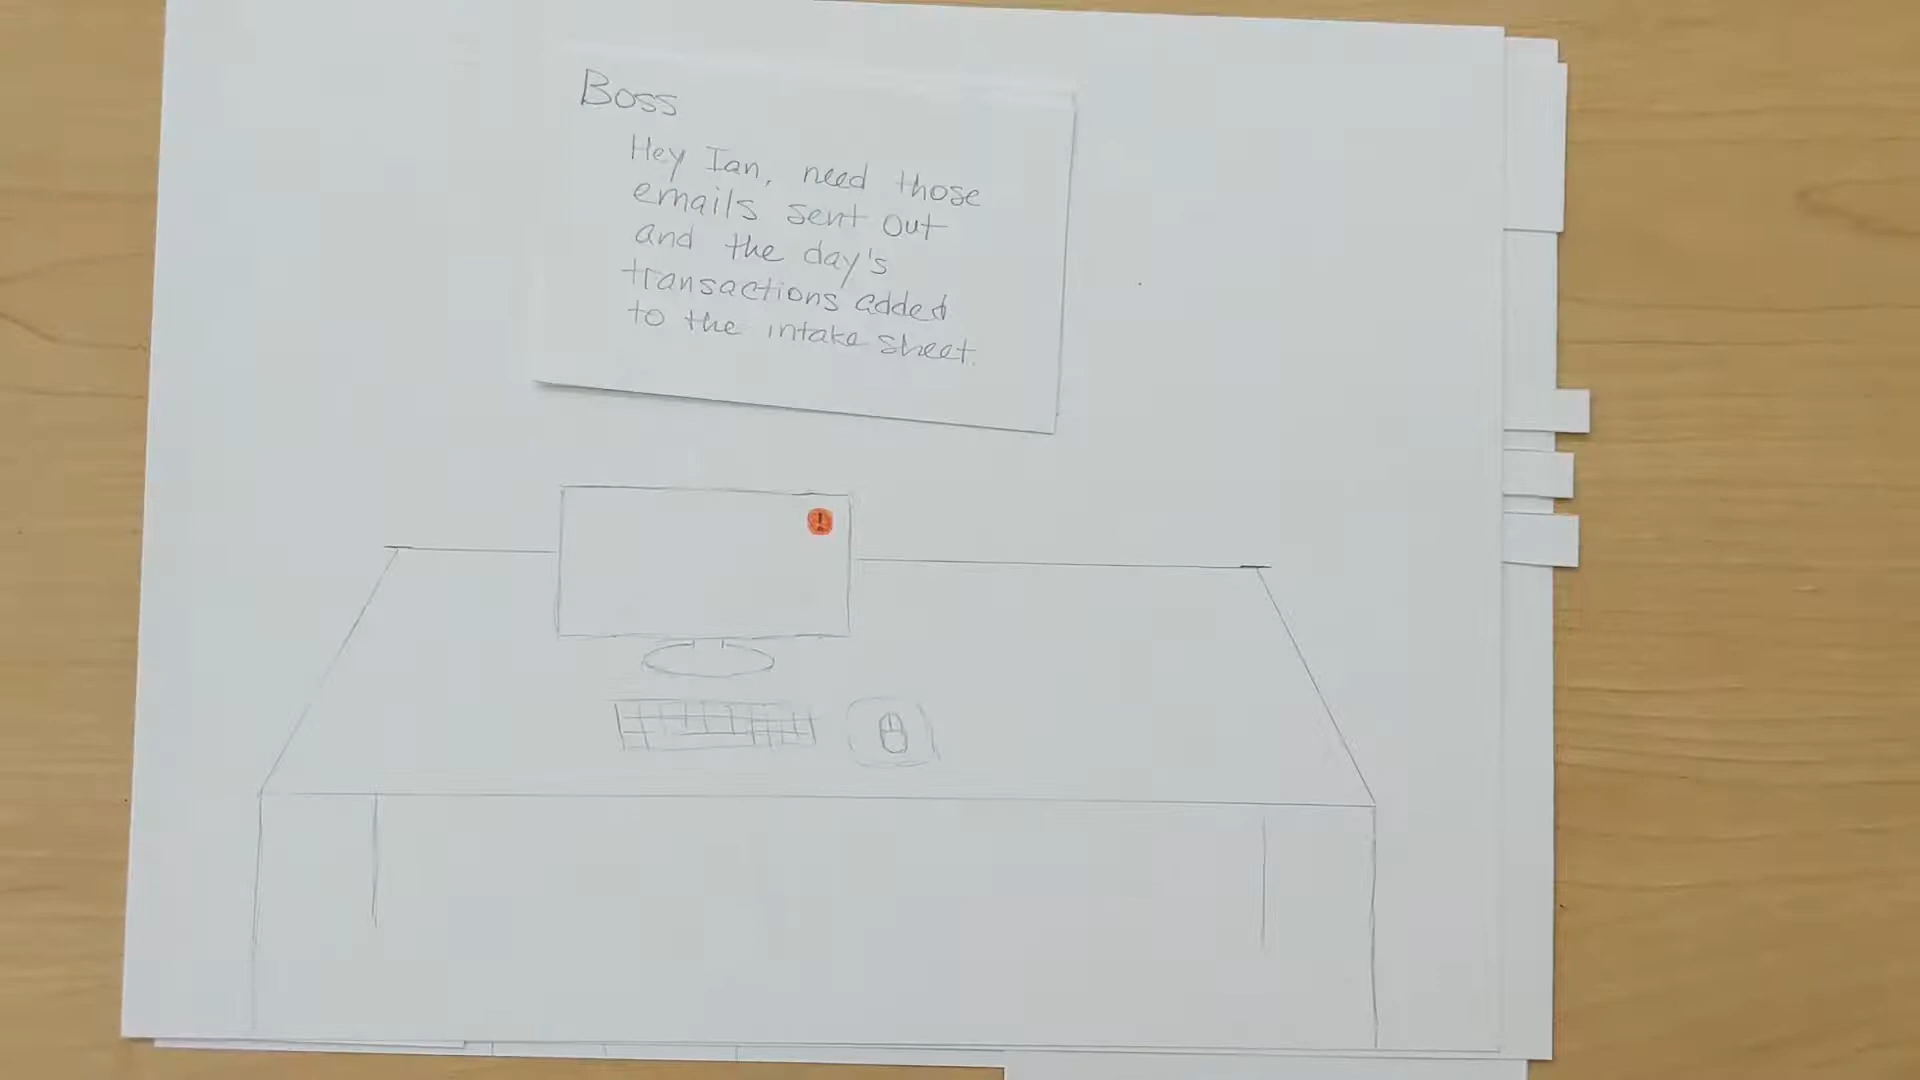 Boss
Hey Ian, need those
emails sent out
and the day's
transactions added
to the intake sheet.
!